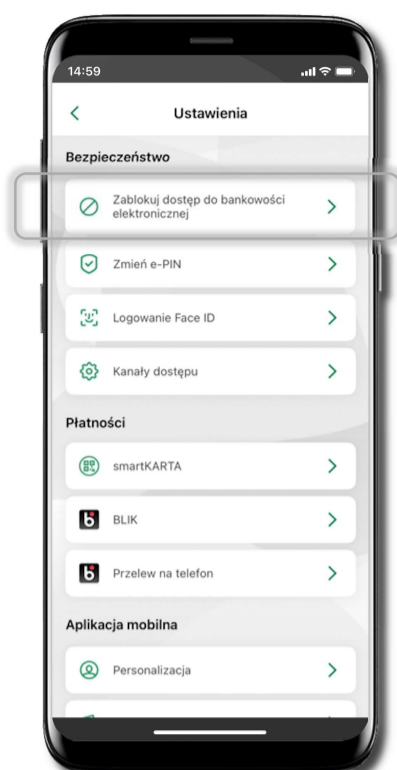 14:59
Ustawienia
Bezpieczeństwo
Zablokuj dostęp do bankowości
elektronicznej
Zmień e-PIN
Logowanie Face ID
Kanały dostępu
Płatności
smartKARTA
BLIK
Przelew na telefon
Aplikacja mobilna
Personalizacja